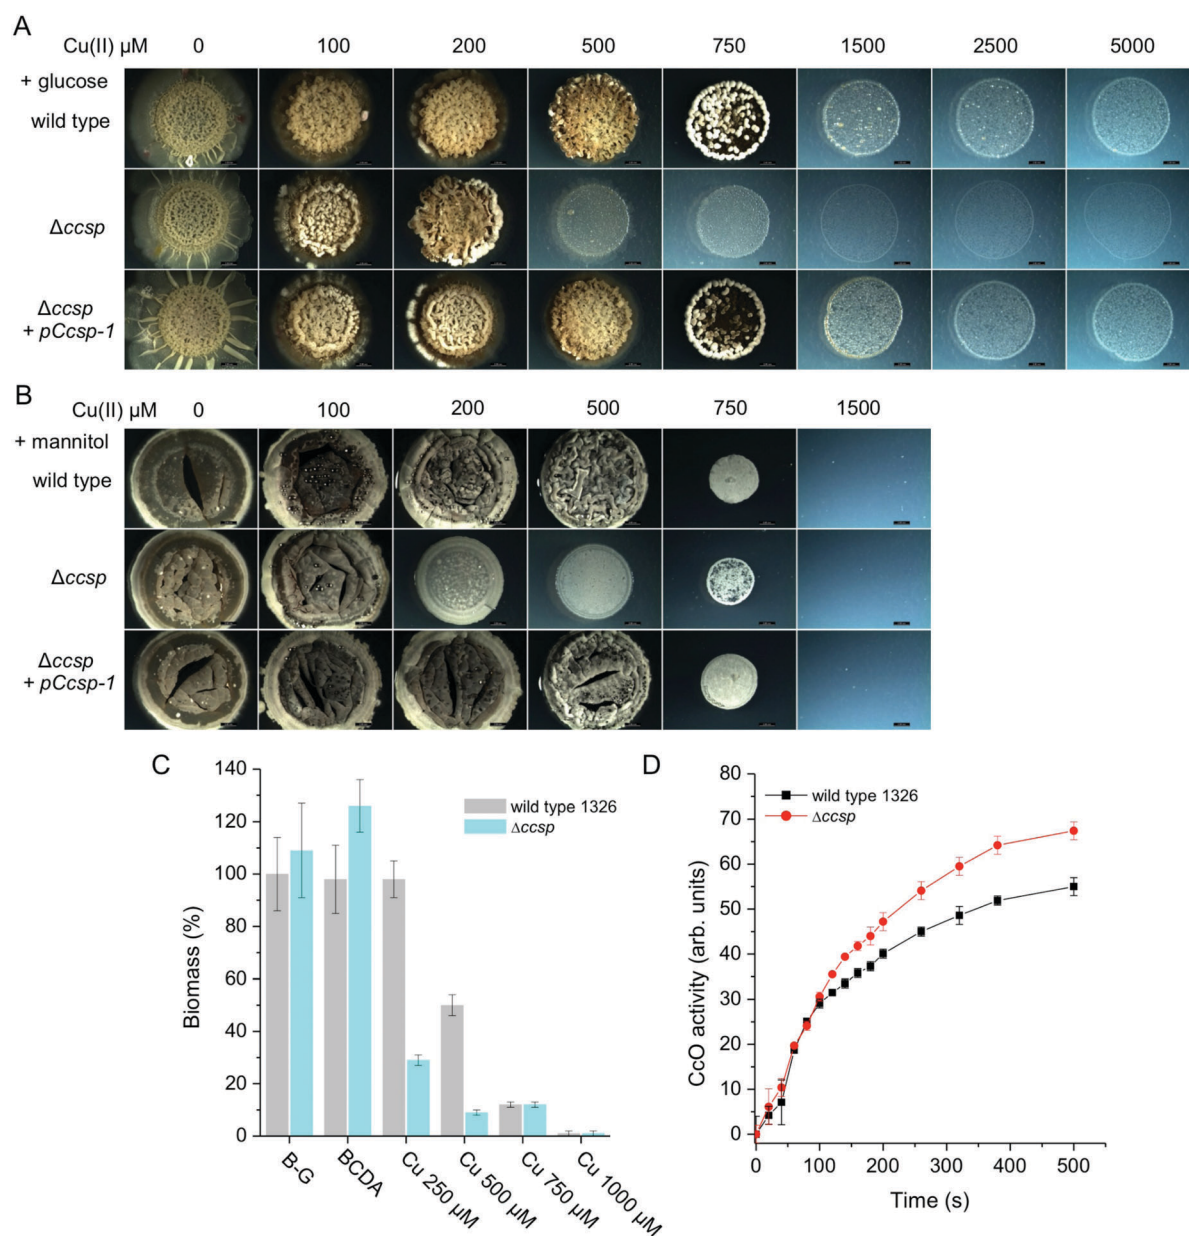 A
Cu(II) μM 0 100 200 500 750 1500 2500 5000
+ glucose
wild type
Δccsp
Δccsp
+ pCcsp-1
B
Cu(II) μM 0 100 200 500 750 1500
+ mannitol
wild type
Δccsp
Δccsp
+ pCcsp-1
C
Biomass (%)
140
120
100
80
60
40
20
0
wild type 1326
Δccsp
B-G
BCDA
Cu 250 μM
Cu 500 μM
Cu 750 μM
Cu 1000 μM
D
CcO activity (arb. units)
80
70
60
50
40
30
20
10
0
wild type 1326
Δccsp
0 100 200 300 400 500
Time (s)